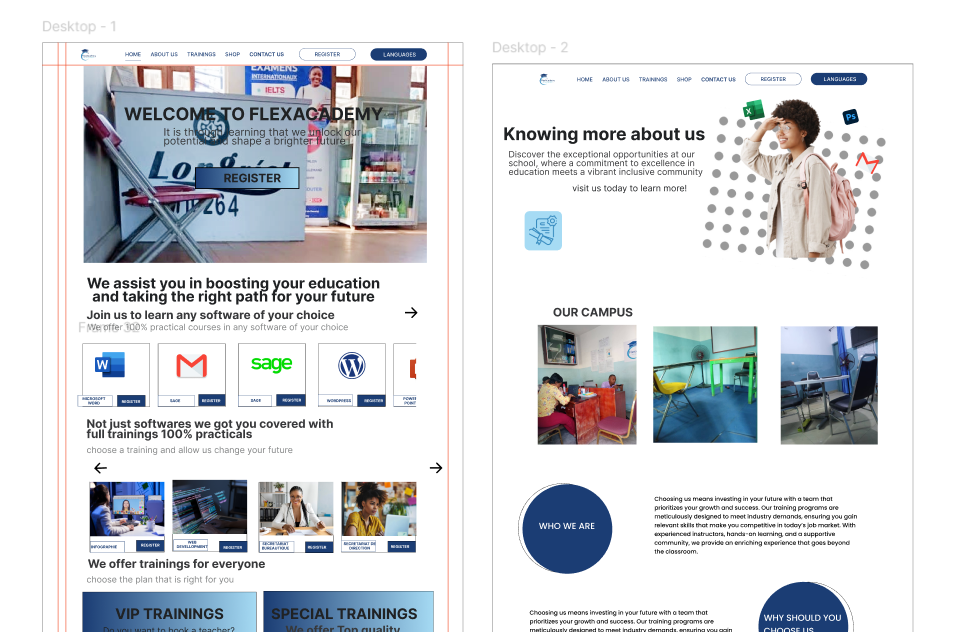 Desktop - 1
HOME ABOUT US TRAININGS SHOP CONTACT US REGISTER LANGUAGES
EXAMENS
INTERNATIONAUX
IELTS
WELCOME TO FLEXACADEMY
It is through learning that we unlock our
potential and shape a brighter future
Longrich
REGISTER
264
We assist you in boosting your education
and taking the right path for your future
Join us to learn any software of your choice
Frame 32
We offer 100% practical courses in any software of your choice
MICROSOFT WORD REGISTER
SAGE REGISTER
sage
SAGE REGISTER
WORDPRESS REGISTER
POWER POINT
Not just softwares we got you covered with
full trainings 100% practicals
choose a training and allow us change your future
INFOGRAPHIE REGISTER
WEB DEVELOPMENT REGISTER
SECRETARIAT BUREAUTIQUE REGISTER
SECRETARIAT DE DIRECTION REGISTER
We offer trainings for everyone
choose the plan that is right for you
VIP TRAININGS
Do you want to book a teacher?
SPECIAL TRAININGS
We offer Top quality
Desktop - 2
HOME ABOUT US TRAININGS SHOP CONTACT US REGISTER LANGUAGES
Knowing more about us
Discover the exceptional opportunities at our
school, where a commitment to excellence in
education meets a vibrant inclusive community
visit us today to learn more!
X
Ps
OUR CAMPUS
WHO WE ARE
Choosing us means investing in your future with a team that
prioritizes your growth and success. Our training programs are
meticulously designed to meet industry demands, ensuring you gain
relevant skills that make you competitive in today's job market. With
experienced instructors, hands-on learning, and a supportive
community, we provide an enriching experience that goes beyond
the classroom.
Choosing us means investing in your future with a team that
prioritizes your growth and success. Our training programs are
meticulously designed to meet industry demands, ensuring you gain
WHY SHOULD YOU
CHOOSE US